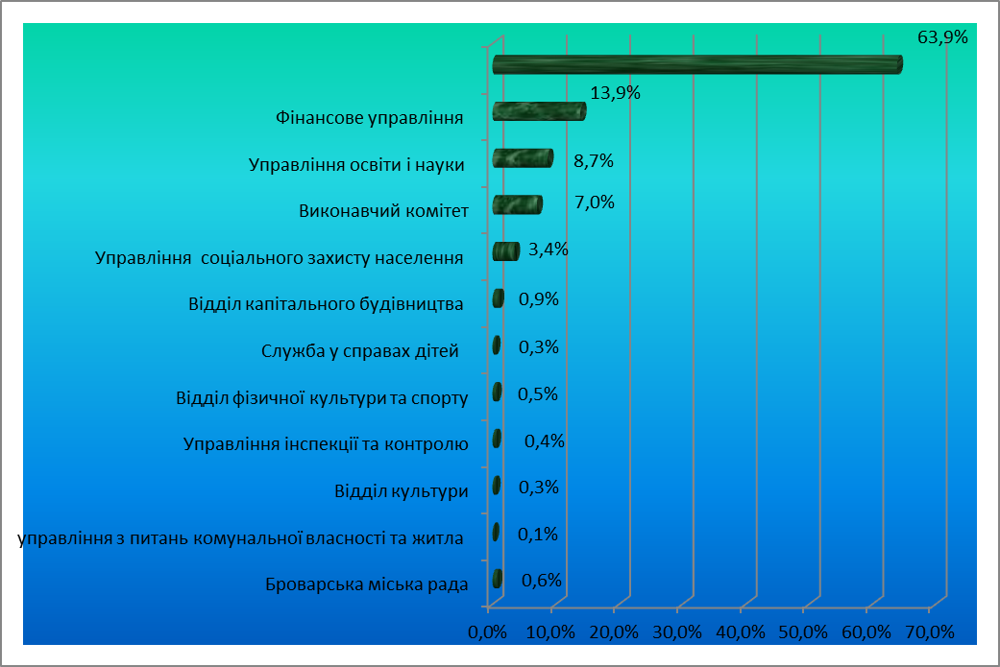 63,9%
13,9%
Фінансове управління
Управління освіти і науки 8,7%
Виконавчий комітет 7,0%
Управління соціального захисту населення 3,4%
Відділ капітального будівництва 0,9%
Служба у справах дітей 0,3%
Відділ фізичної культури та спорту 0,5%
Управління інспекції та контролю 0,4%
Відділ культури 0,3%
управління з питань комунальної власності та житла 0,1%
Броварська міська рада 0,6%
0,0% 10,0% 20,0% 30,0% 40,0% 50,0% 60,0% 70,0%